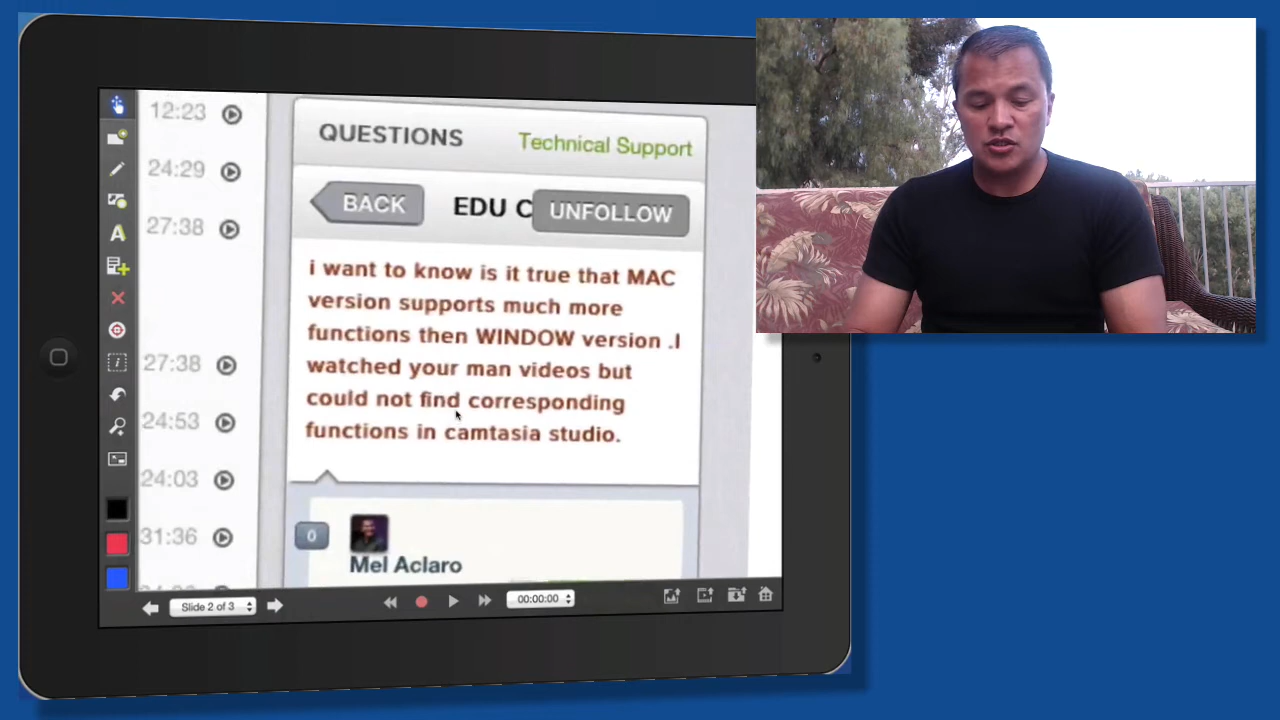 12:23
24:29
27:38
27:38
24:53
24:03
31:36
QUESTIONS
Technical Support
BACK
EDU C
UNFOLLOW
i want to know is it true that MAC
version supports much more
functions then WINDOW version .I
watched your man videos but
could not find corresponding
functions in camtasia studio.
0
Mel Aclaro
Slide 2 of 3
00:00:00